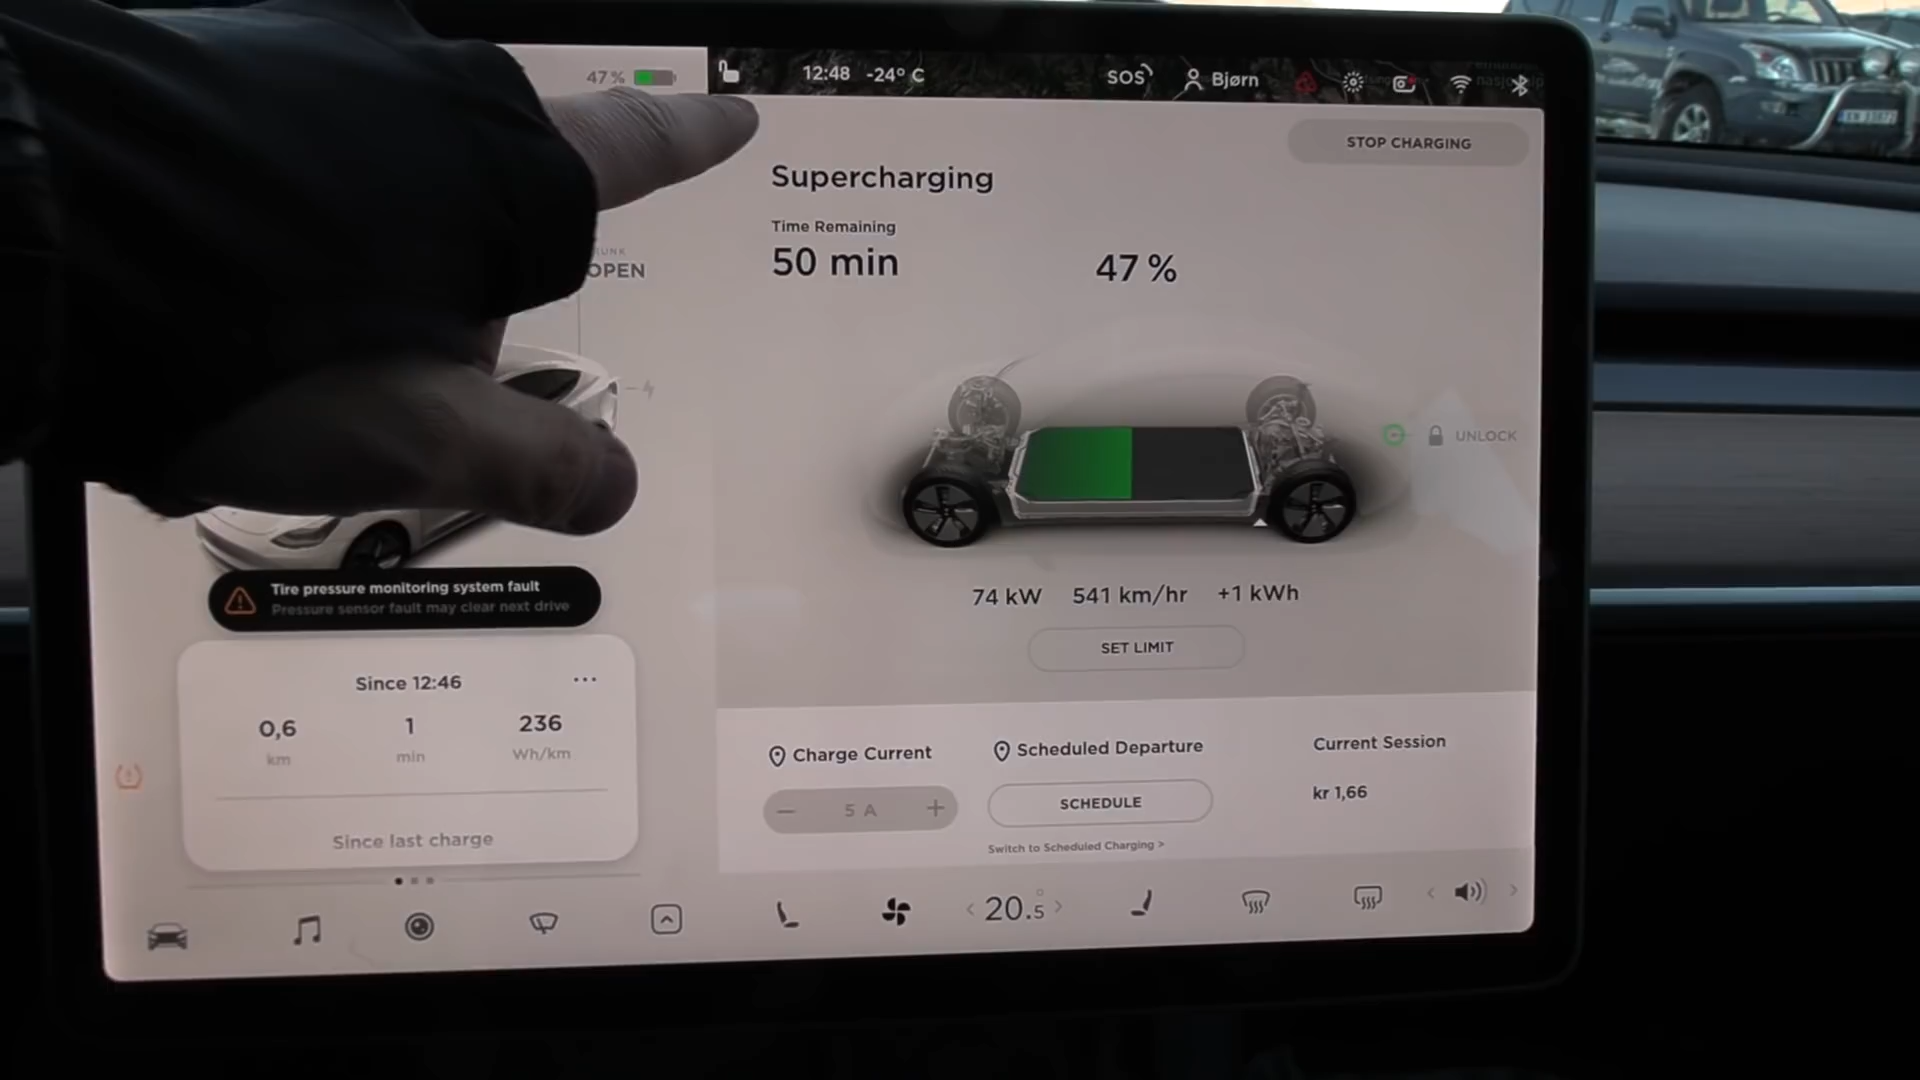 47 %
12:48 -24° C
SOS
Bjørn
STOP CHARGING
Supercharging
Time Remaining
50 min
47 %
OPEN
UNLOCK
74 kW 541 km/hr +1 kWh
SET LIMIT
Tire pressure monitoring system fault
Pressure sensor fault may clear next drive
Since 12:46
...
0,6 1 236
km min Wh/km
Since last charge
Charge Current
− 5 A +
Scheduled Departure
SCHEDULE
Switch to Scheduled Charging >
Current Session
kr 1,66
< 20.5° >
< >